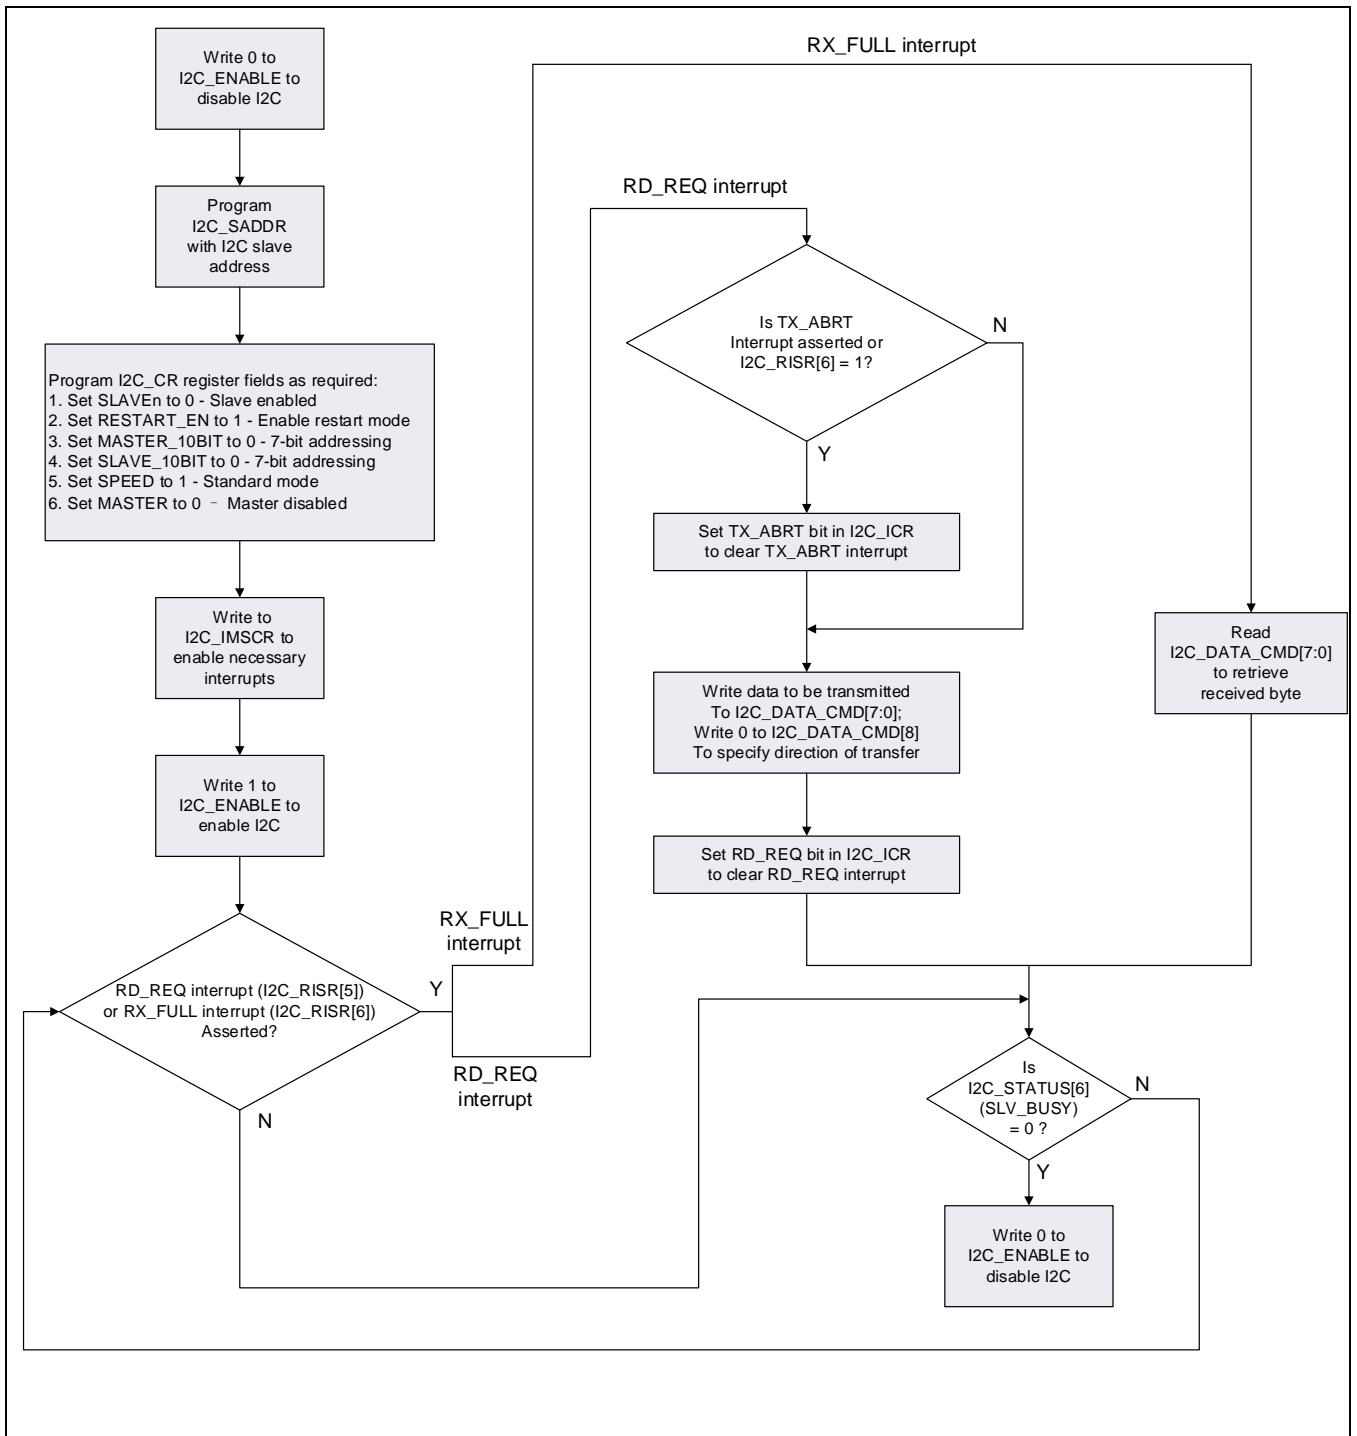 Write 0 to
I2C_ENABLE to
disable I2C
Program
I2C_SADDR
with I2C slave
address
Program I2C_CR register fields as required:
1. Set SLAVEn to 0 - Slave enabled
2. Set RESTART_EN to 1 - Enable restart mode
3. Set MASTER_10BIT to 0 - 7-bit addressing
4. Set SLAVE_10BIT to 0 - 7-bit addressing
5. Set SPEED to 1 - Standard mode
6. Set MASTER to 0 – Master disabled
Write to
I2C_IMSCR to
enable necessary
interrupts
Write 1 to
I2C_ENABLE to
enable I2C
RD_REQ interrupt (I2C_RISR[5])
or RX_FULL interrupt (I2C_RISR[6])
Asserted?
Y
N
RX_FULL
interrupt
RD_REQ
interrupt
RX_FULL interrupt
RD_REQ interrupt
Is TX_ABRT
Interrupt asserted or
I2C_RISR[6] = 1?
N
Y
Set TX_ABRT bit in I2C_ICR
to clear TX_ABRT interrupt
Write data to be transmitted
To I2C_DATA_CMD[7:0];
Write 0 to I2C_DATA_CMD[8]
To specify direction of transfer
Set RD_REQ bit in I2C_ICR
to clear RD_REQ interrupt
Read
I2C_DATA_CMD[7:0]
to retrieve
received byte
Is
I2C_STATUS[6]
(SLV_BUSY)
= 0 ?
N
Y
Write 0 to
I2C_ENABLE to
disable I2C